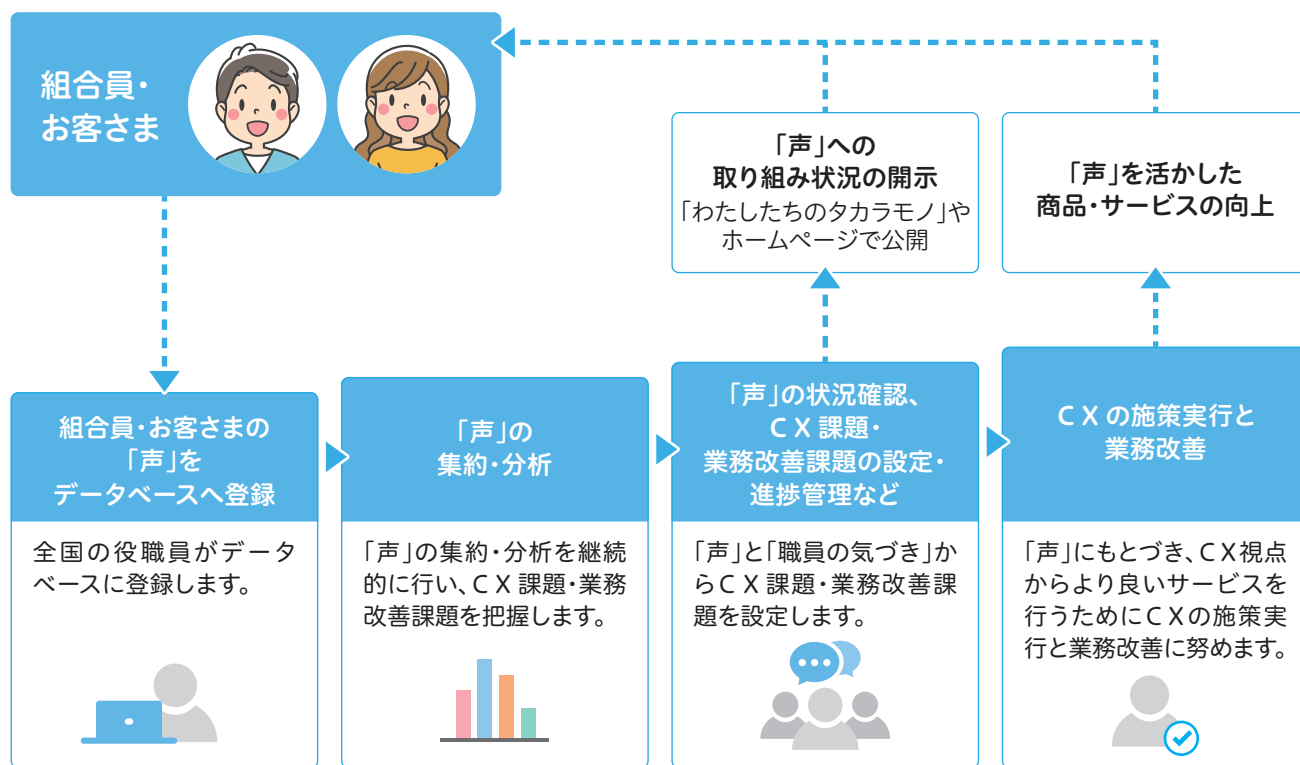 組合員・
お客さま
「声」への
取り組み状況の開示
「わたしたちのタカラモノ」や
ホームページで公開
「声」を活かした
商品・サービスの向上
組合員・お客さまの
「声」を
データベースへ登録
全国の役職員がデータ
ベースに登録します。
「声」の
集約・分析
「声」の集約・分析を継続
的に行い、CX課題・業務
改善課題を把握します。
「声」の状況確認、
CX課題・
業務改善課題の設定・
進捗管理など
「声」と「職員の気づき」か
らCX課題・業務改善課
題を設定します。
CXの施策実行と
業務改善
「声」にもとづき、CX視点
からより良いサービスを
行うためにCXの施策実
行と業務改善に努めます。